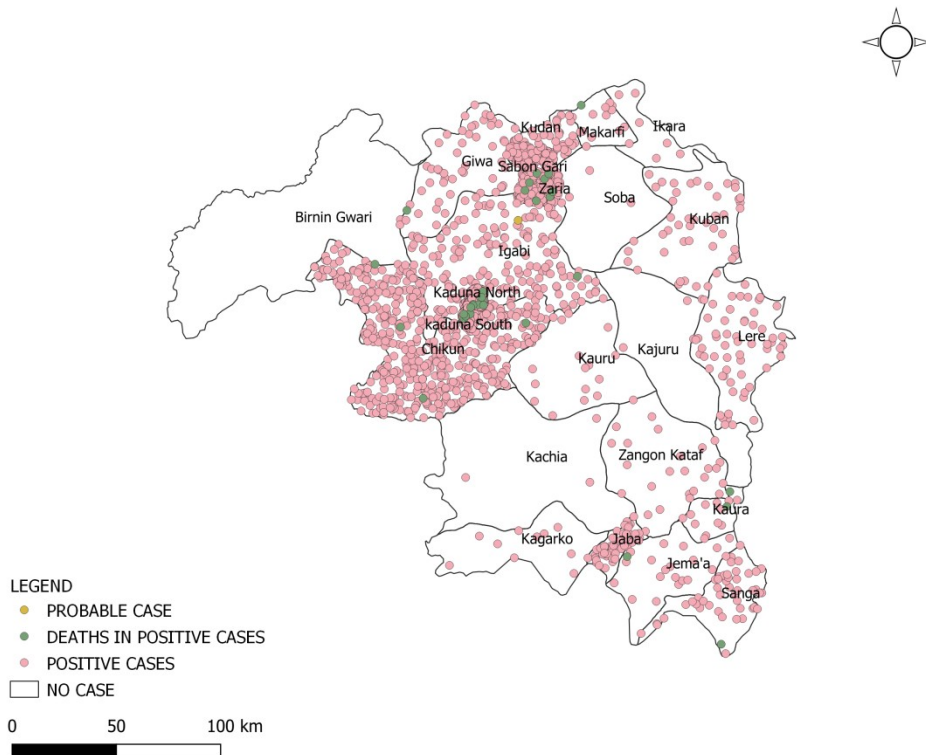 Kudan
Makarfi
Ikara
Giwa
Sabon Gari
Zaria
Soba
Birnin Gwari
Kuban
Igabi
Kaduna North
kaduna South
Chikun
Kauru
Kajuru
Lere
Kachia
Zangon Kataf
Kaura
Kagarko
Jaba
Jema'a
Sanga
LEGEND
PROBABLE CASE
DEATHS IN POSITIVE CASES
POSITIVE CASES
NO CASE
0 50 100 km